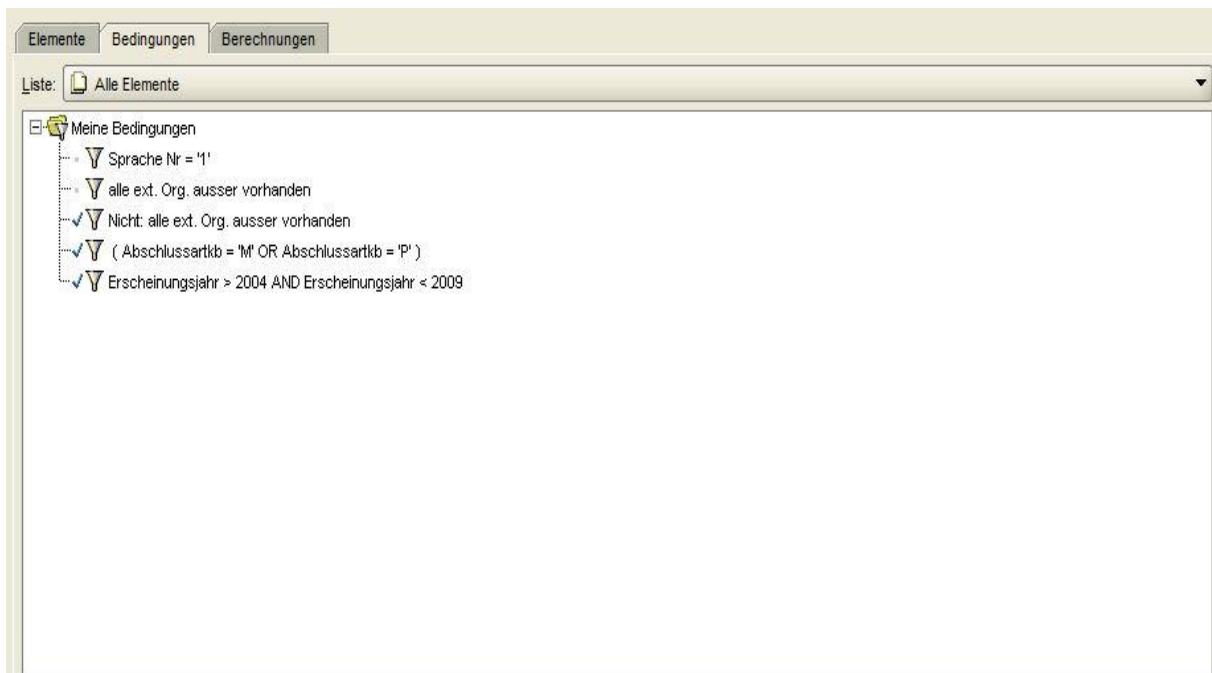 Elemente Bedingungen Berechnungen
Liste: Alle Elemente
Meine Bedingungen
Sprache Nr = '1'
alle ext. Org. ausser vorhanden
Nicht: alle ext. Org. ausser vorhanden
( Abschlussartkb = 'M' OR Abschlussartkb = 'P' )
Erscheinungsjahr > 2004 AND Erscheinungsjahr < 2009